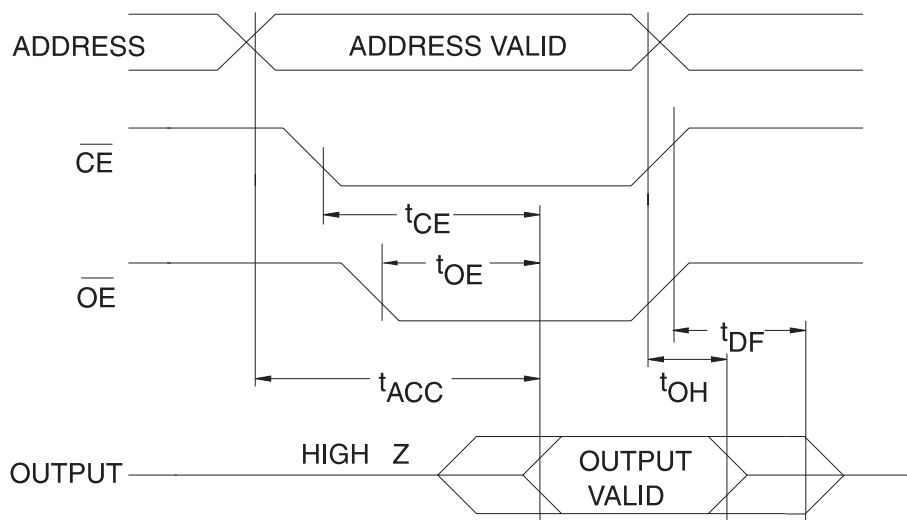 ADDRESS
ADDRESS VALID
CE
tCE
tOE
OE
tDF
tACC
tOH
HIGH Z
OUTPUT
OUTPUT
VALID